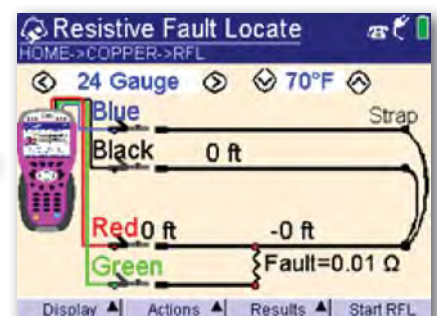 Resistive Fault Locate
HOME->COPPER->RFL
24 Gauge 70°F
Blue
Strap
Black 0 ft
Red 0 ft -0 ft
Green Fault=0.01 Ω
Display Actions Results Start RFL